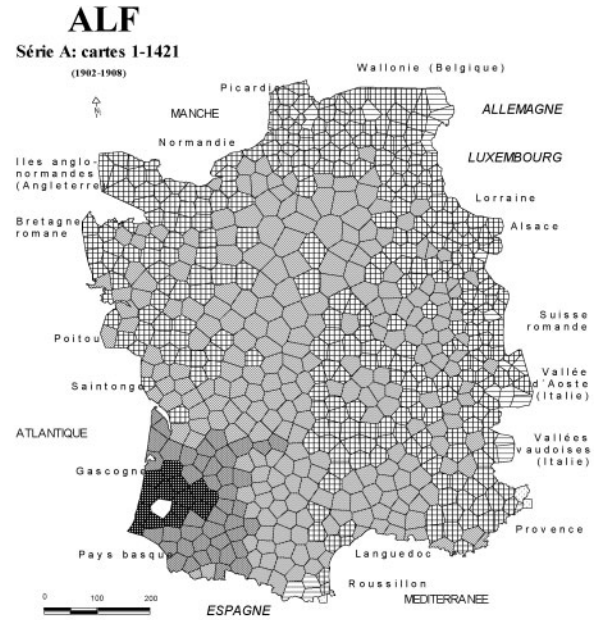 ALF
Série A: cartes 1-1421
(1902-1908)
Wallonie (Belgique)
Picardie
N
MANCHE
ALLEMAGNE
Normandie
LUXEMBOURG
Iles anglo-
normandes
(Angleterre)
Lorraine
Bretagne
romane
Alsace
Suisse
romande
Poitou
Vallée
d'Aoste
(Italie)
Saintonge
ATLANTIQUE
Vallées
vaudoises
(Italie)
Gascogne
Provence
Pays basque
Languedoc
Roussillon
MEDITERRANEE
0 100 200
ESPAGNE